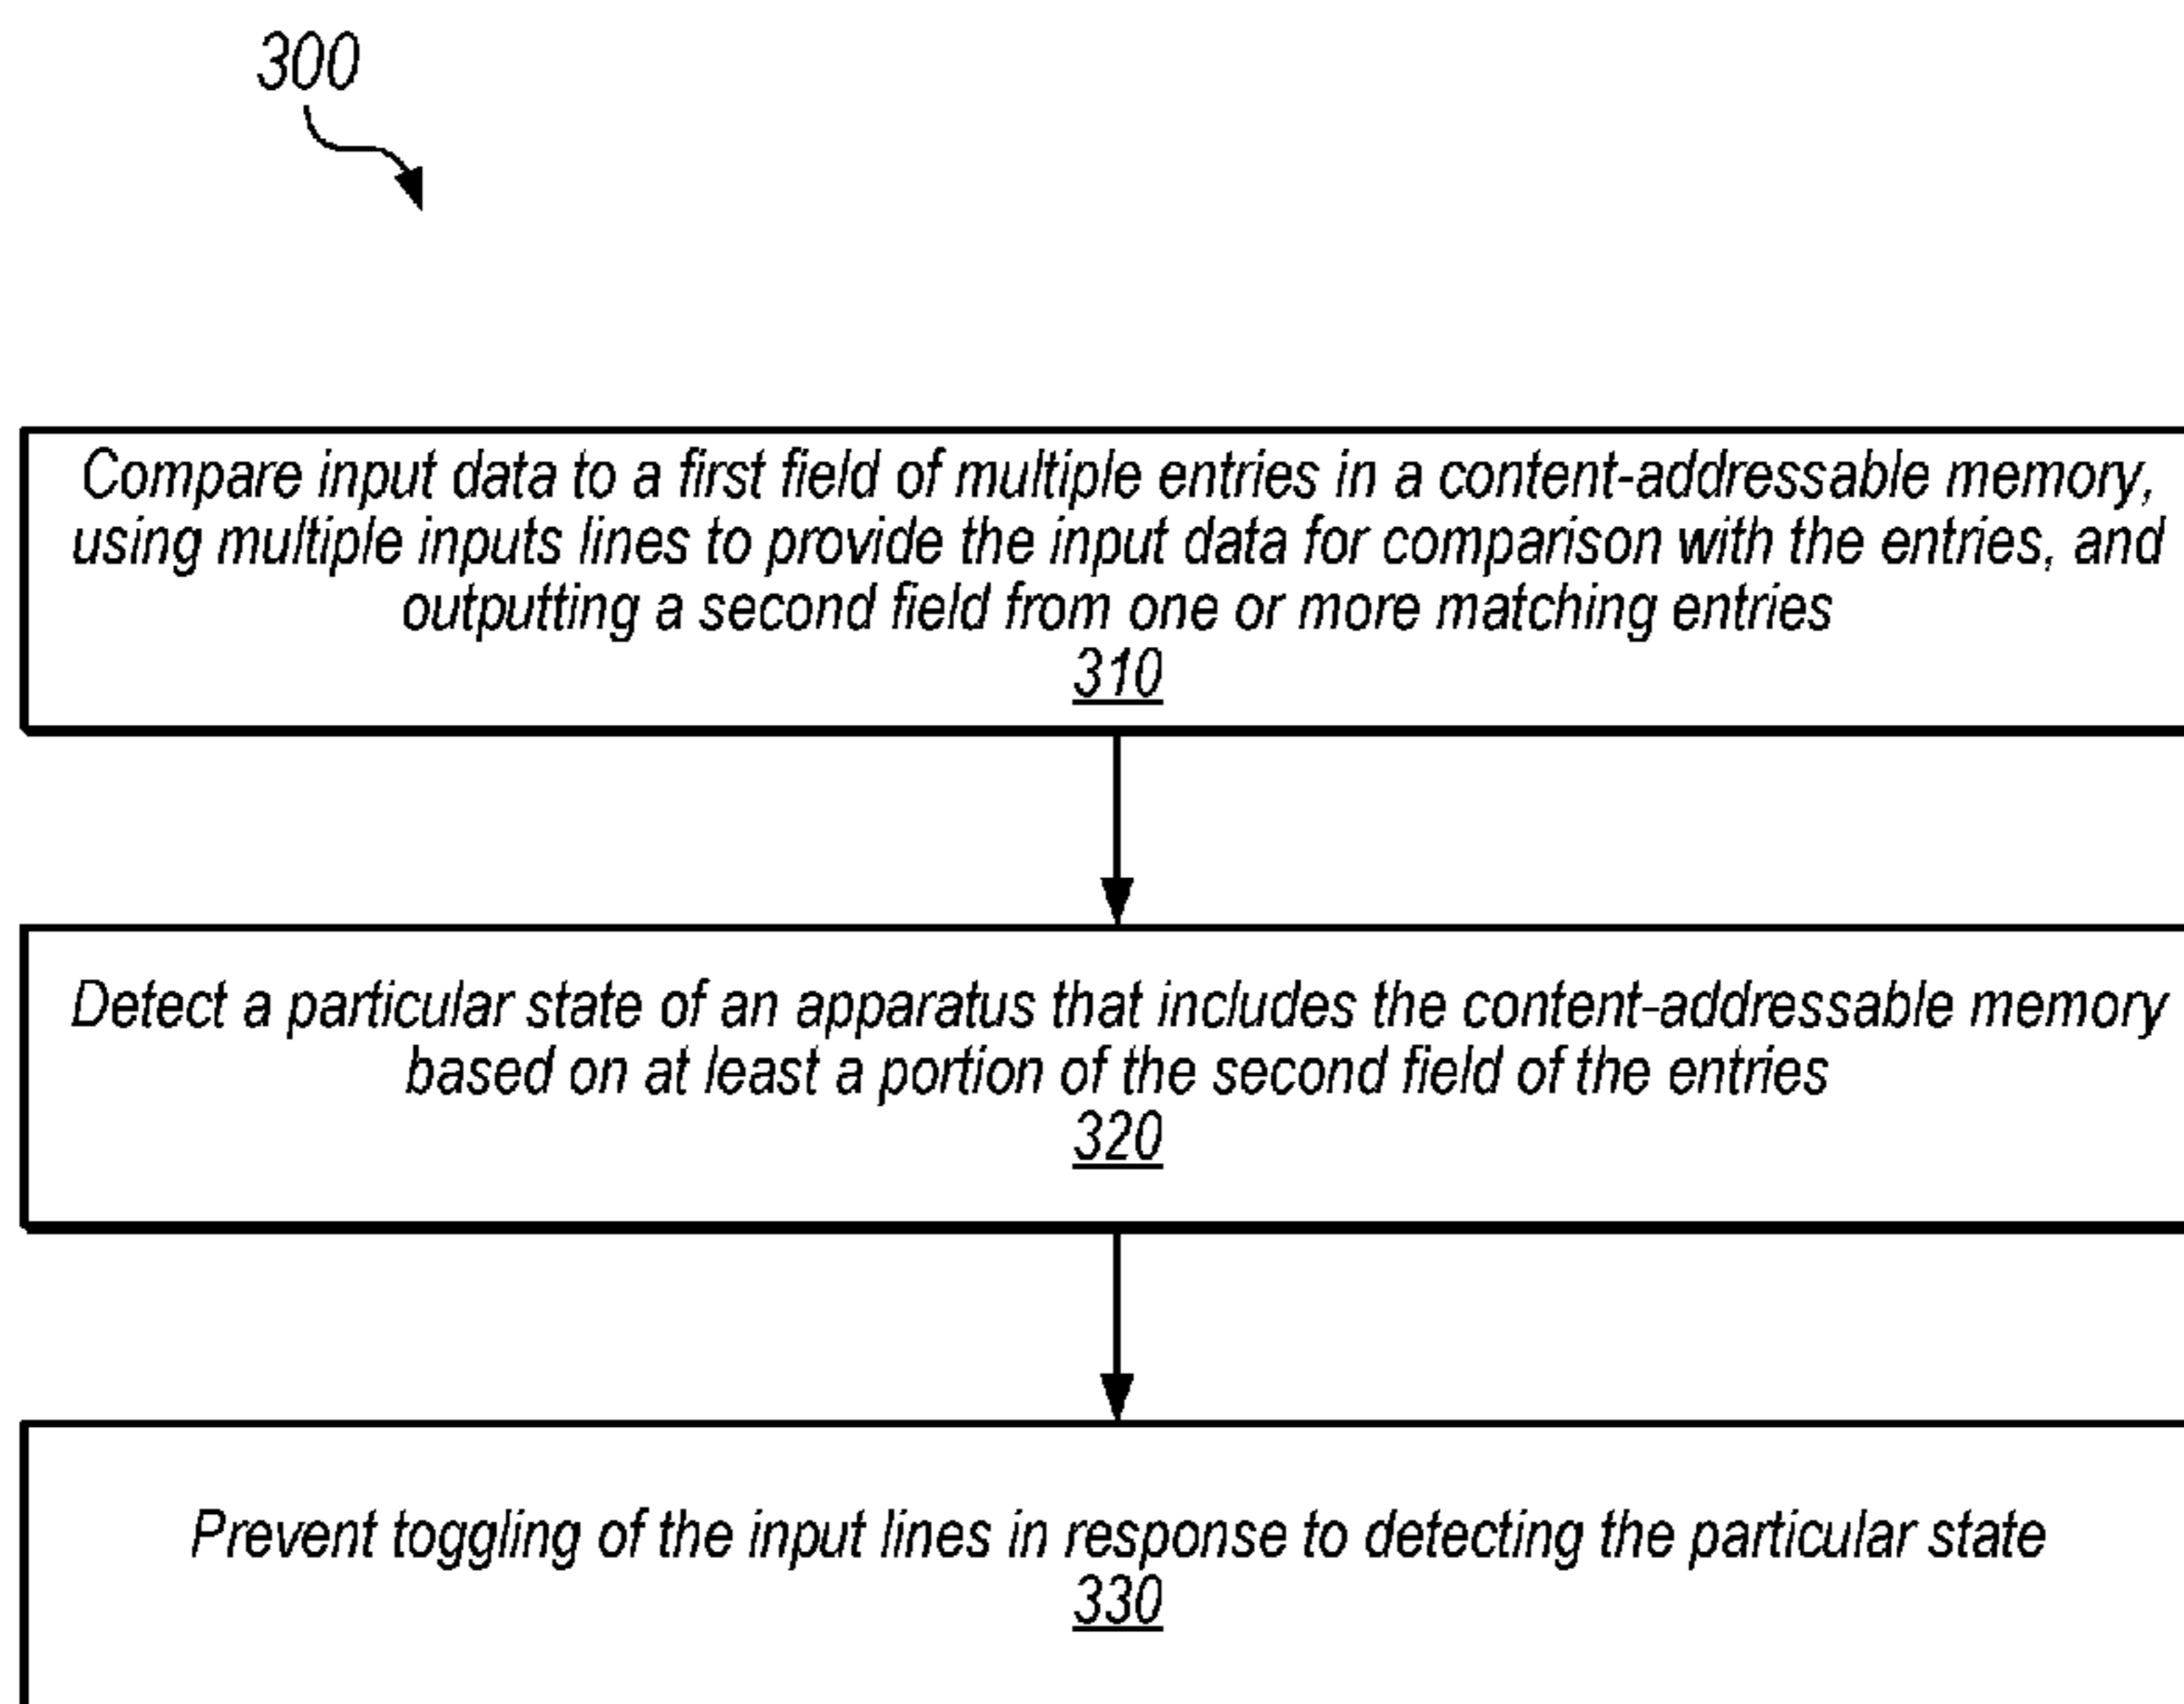 300
Compare input data to a first field of multiple entries in a content-addressable memory,
using multiple inputs lines to provide the input data for comparison with the entries, and
outputting a second field from one or more matching entries
310
Detect a particular state of an apparatus that includes the content-addressable memory
based on at least a portion of the second field of the entries
320
Prevent toggling of the input lines in response to detecting the particular state
330